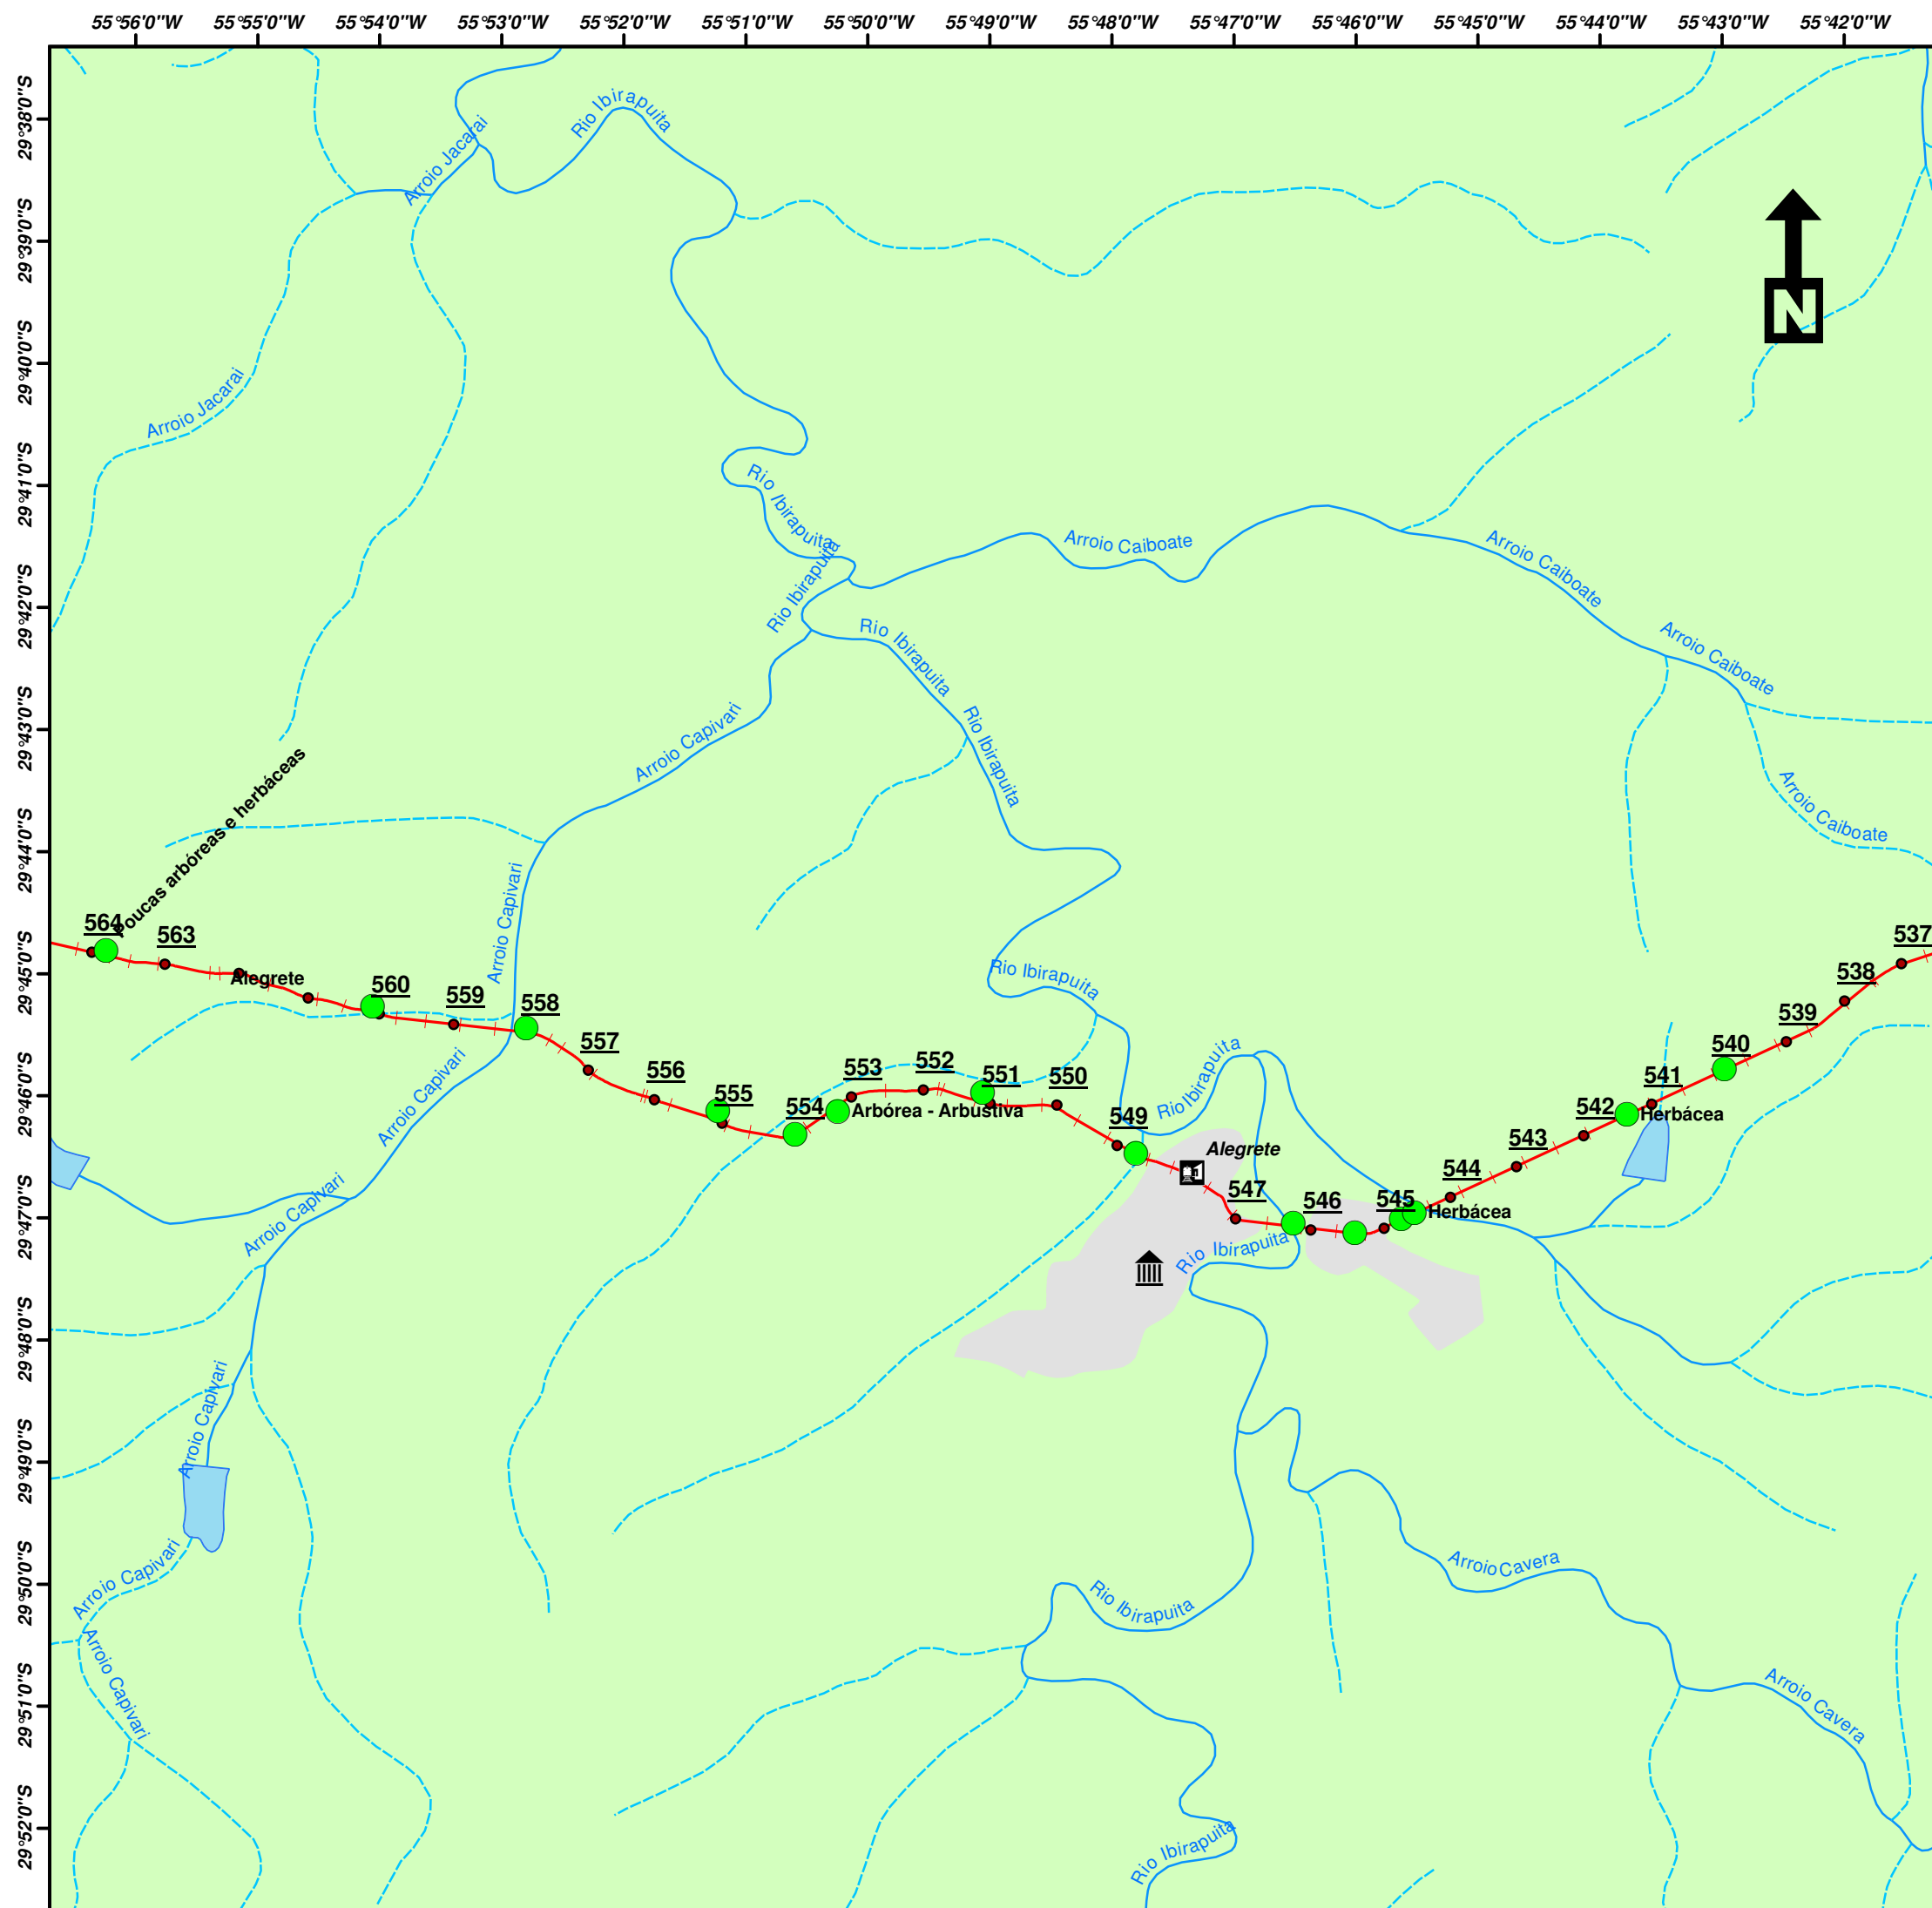 55°56'0"W 55°55'0"W 55°54'0"W 55°53'0"W 55°52'0"W 55°51'0"W 55°50'0"W 55°49'0"W 55°48'0"W 55°47'0"W 55°46'0"W 55°45'0"W 55°44'0"W 55°43'0"W 55°42'0"W
29°38'0"S
29°39'0"S
29°40'0"S
29°41'0"S
29°42'0"S
29°43'0"S
29°44'0"S
29°45'0"S
29°46'0"S
29°47'0"S
29°48'0"S
29°49'0"S
29°50'0"S
29°51'0"S
29°52'0"S
Rio Ibirapuita
Arroio Jacarai
N
Arroio Jacarai
Rio Ibirapuita
Rio Ibirapuita
Arroio Caiboate
Arroio Caiboate
Rio Ibirapuita
Arroio Caiboate
Arroio Capivari
Rio Ibirapuita
Poucas arbóreas e herbáceas
Arroio Caiboate
Arroio Capivari
564
563
Alegrete
560
559
558
557
556
555
554
553
552
551
550
549
Arbórea - Arbustiva
Rio Ibirapuita
Rio Ibirapuita
537
538
539
540
541
542
543
544
545
546
547
Herbácea
Herbácea
Alegrete
Arroio Capivari
Arroio Capivari
Rio Ibirapuita
Arroio Capivari
Arroio Capivari
Arroio Capivari
Arroio Cavera
Rio Ibirapuita
Arroio Cavera
Rio Ibirapuita